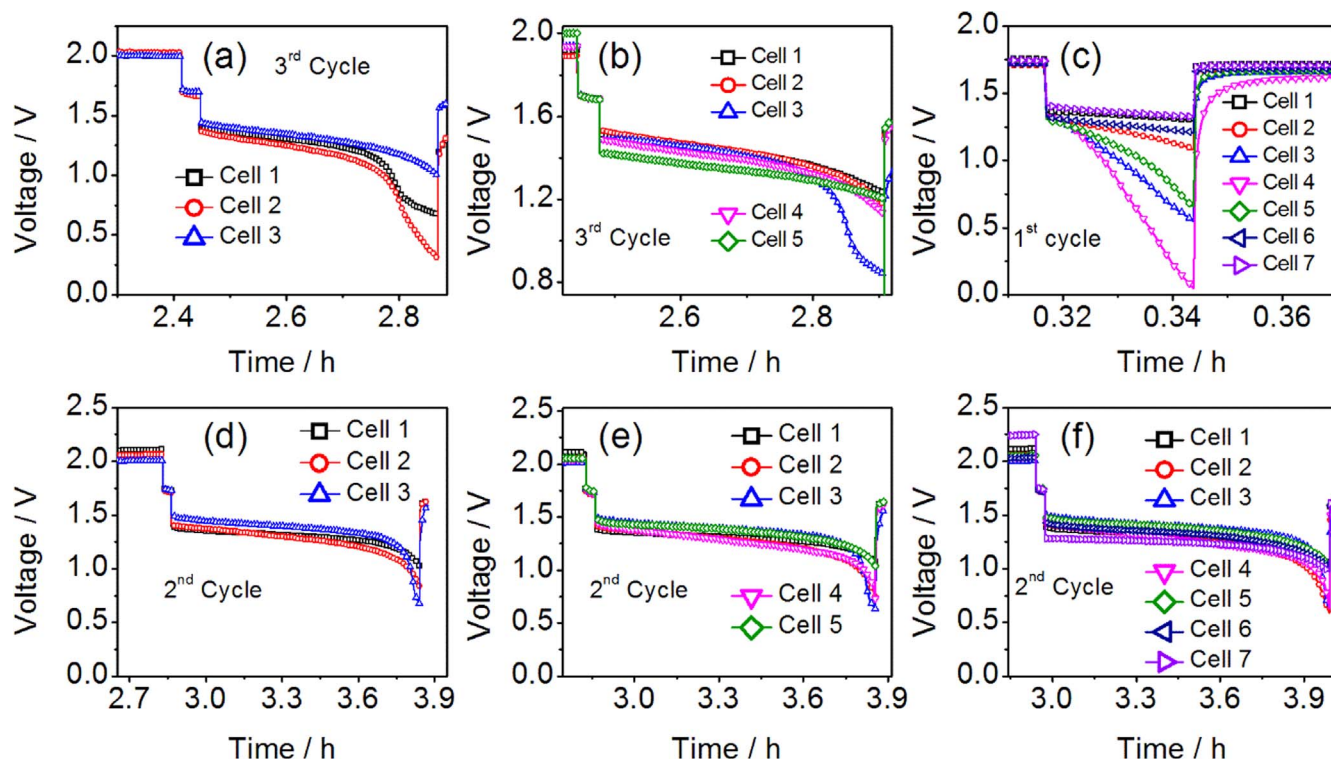 (a)
3rd Cycle
2.0
1.5
1.0
0.5
0.0
Voltage / V
Cell 1
Cell 2
Cell 3
2.4
2.6
2.8
Time / h
(b)
2.0
1.8
1.6
1.4
1.2
1.8
Voltage / V
Cell 1
Cell 2
Cell 3
Cell 4
Cell 5
3rd Cycle
2.6
2.8
Time / h
(c)
2.0
1.5
1.0
0.5
0.0
Voltage / V
Cell 1
Cell 2
Cell 3
Cell 4
Cell 5
Cell 6
Cell 7
1st cycle
0.32
0.34
0.36
Time / h
(d)
2.5
2.0
1.5
1.0
0.5
0.0
Voltage / V
Cell 1
Cell 2
Cell 3
2nd Cycle
2.7
3.0
3.3
3.6
3.9
Time / h
(e)
2.5
2.0
1.5
1.0
0.5
0.0
Voltage / V
Cell 1
Cell 2
Cell 3
Cell 4
Cell 5
2nd Cycle
3.0
3.3
3.6
3.9
Time / h
(f)
2.5
2.0
1.5
1.0
0.5
0.0
Voltage / V
Cell 1
Cell 2
Cell 3
Cell 4
Cell 5
Cell 6
Cell 7
2nd Cycle
3.0
3.3
3.6
3.9
Time / h